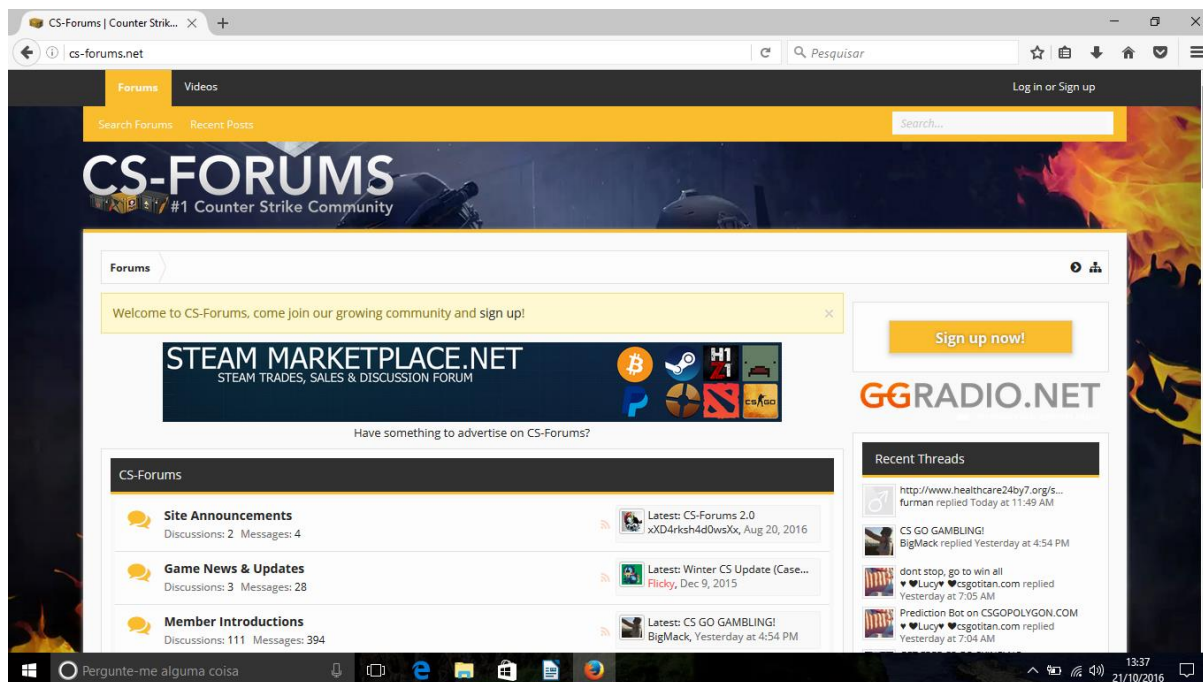 CS-Forums | Counter Strik...
cs-forums.net
Pesquisar
Forums Videos
Log in or Sign up
Search Forums Recent Posts
Search...
CS-FORUMS
#1 Counter Strike Community
Forums
Welcome to CS-Forums, come join our growing community and sign up!
STEAM MARKETPLACE.NET
STEAM TRADES, SALES & DISCUSSION FORUM
H1
Z1
CS GO
Have something to advertise on CS-Forums?
Sign up now!
GGRADIO.NET
CS-Forums
Site Announcements
Discussions: 2 Messages: 4
Latest: CS-Forums 2.0
xXD4rksh4d0wsXx, Aug 20, 2016
Game News & Updates
Discussions: 3 Messages: 28
Latest: Winter CS Update (Case...
Flicky, Dec 9, 2015
Member Introductions
Discussions: 111 Messages: 394
Latest: CS GO GAMBLING!
BigMack, Yesterday at 4:54 PM
Recent Threads
http://www.healthcare24by7.org/s...
furman replied Today at 11:49 AM
CS GO GAMBLING!
BigMack replied Yesterday at 4:54 PM
dont stop, go to win all
♥ ♥Lucy♥ ♥csgotitan.com replied
Yesterday at 7:05 AM
Prediction Bot on CSGOPOLYGON.COM
♥ ♥Lucy♥ ♥csgotitan.com replied
Yesterday at 7:04 AM
Pergunte-me alguma coisa
13:37
21/10/2016